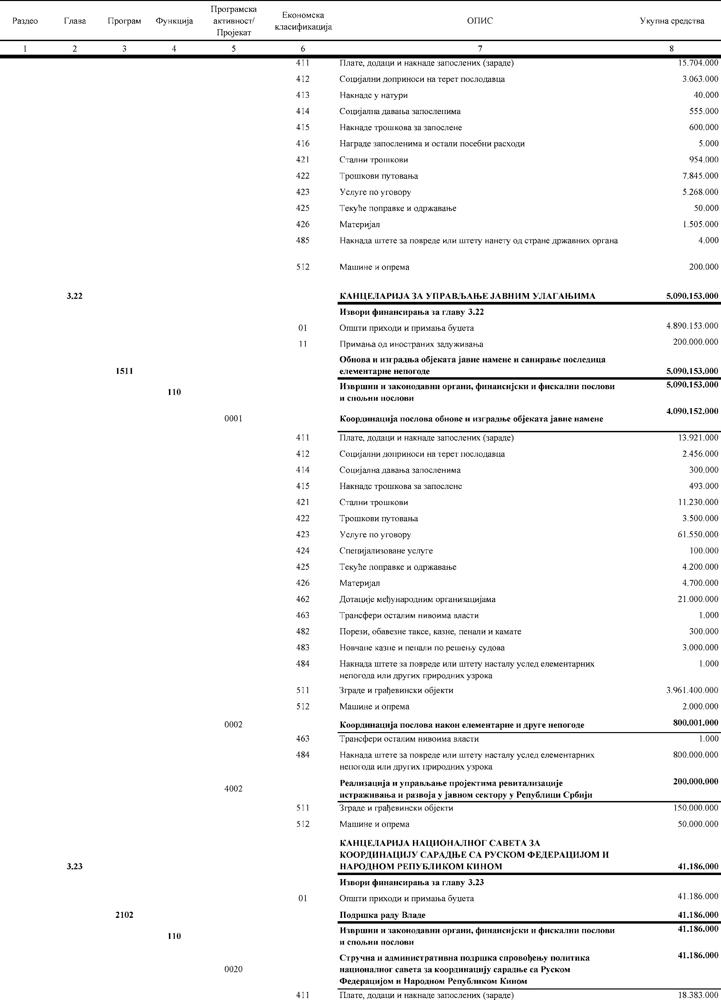 Раздео Глава Програм Функција Програмска активност/ Пројекат Економска класификација ОПИС Укупна средства
1 2 3 4 5 6 7 8
411 Плате, додаци и накнаде запослених (зараде) 15.704.000
412 Социјални доприноси на терет послодавца 3.063.000
413 Накнаде у натури 40.000
414 Социјална давања запосленима 555.000
415 Накнаде трошкова за запослене 600.000
416 Награде запосленима и остали посебни расходи 5.000
421 Стални трошкови 954.000
422 Трошкови путовања 7.845.000
423 Услуге по уговору 5.268.000
425 Текуће поправке и одржавање 50.000
426 Материјал 1.505.000
485 Накнада штете за повреде или штету нанету од стране државних органа 4.000
512 Машине и опрема 200.000
3.22 КАНЦЕЛАРИЈА ЗА УПРАВЉАЊЕ ЈАВНИМ УЛАГАЊИМА 5.090.153.000
Извори финансирања за главу 3.22
01 Општи приходи и примања буџета 4.890.153.000
11 Примања од иностраних задуживања 200.000.000
Обнова и изградња објеката јавне намене и санирање последица
1511 елементарне непогоде 5.090.153.000
110 Извршни и законодавни органи, финансијски и фискални послови 5.090.153.000
и спољни послови
0001 Координација послова обнове и изградње објеката јавне намене 4.090.152.000
411 Плате, додаци и накнаде запослених (зараде) 13.921.000
412 Социјални доприноси на терет послодавца 2.456.000
414 Социјална давања запосленима 300.000
415 Накнаде трошкова за запослене 493.000
421 Стални трошкови 11.230.000
422 Трошкови путовања 3.500.000
423 Услуге по уговору 61.550.000
424 Специјализоване услуге 100.000
425 Текуће поправке и одржавање 4.200.000
426 Материјал 4.700.000
462 Дотације међународним организацијама 21.000.000
463 Трансфери осталим нивоима власти 1.000
482 Порези, обавезне таксе, казне, пенали и камате 300.000
483 Новчане казне и пенали по решењу судова 3.000.000
484 Накнада штете за повреде или штету насталу услед елементарних 1.000
непогода или других природних узрока
511 Зграде и грађевински објекти 3.961.400.000
512 Машине и опрема 2.000.000
0002 Координација послова након елементарне и друге непогоде 800.001.000
463 Трансфери осталим нивоима власти 1.000
484 Накнада штете за повреде или штету насталу услед елементарних 800.000.000
непогода или других природних узрока
4002 Реализација и управљање пројектима ревитализације 200.000.000
истраживања и развоја у јавном сектору у Републици Србији
511 Зграде и грађевински објекти 150.000.000
512 Машине и опрема 50.000.000
КАНЦЕЛАРИЈА НАЦИОНАЛНОГ САВЕТА ЗА
КООРДИНАЦИЈУ САРАДЊЕ СА РУСКОМ ФЕДЕРАЦИЈОМ И
3.23 НАРОДНОМ РЕПУБЛИКОМ КИНОМ 41.186.000
Извори финансирања за главу 3.23
01 Општи приходи и примања буџета 41.186.000
2102 Подршка раду Владе 41.186.000
110 Извршни и законодавни органи, финансијски и фискални послови 41.186.000
и спољни послови
Стручна и административна подршка спровођењу политика 41.186.000
0020 националног савета за координацију сарадње са Руском
Федерацијом и Народном Републиком Кином
411 Плате, додаци и накнаде запослених (зараде) 18.383.000